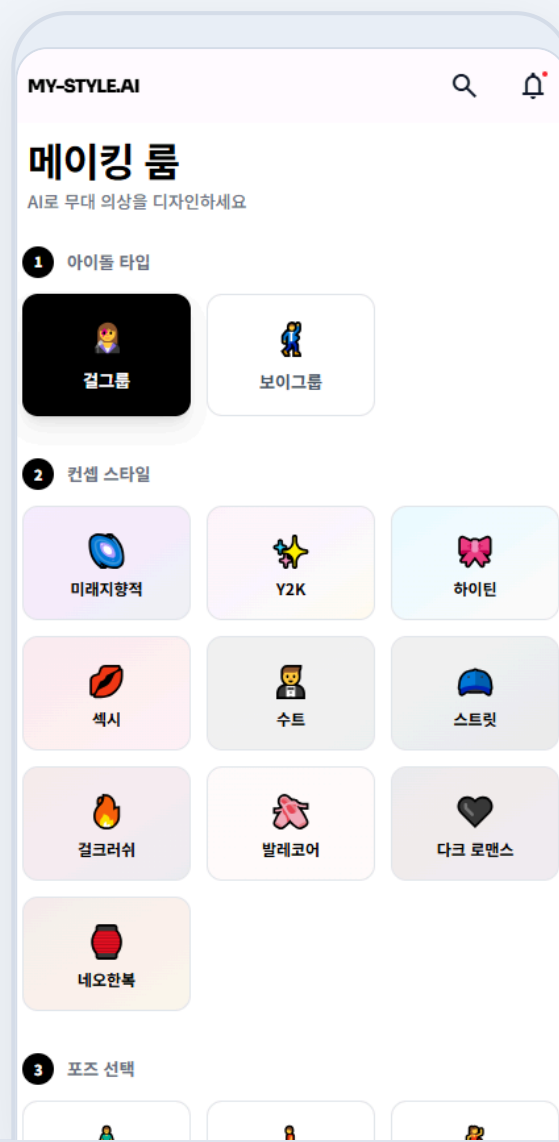 MY-STYLE.AI
메이킹 룸
AI로 무대 의상을 디자인하세요
1 아이돌 타입
걸그룹
보이그룹
2 컨셉 스타일
미래지향적
Y2K
하이틴
섹시
수트
스트릿
걸크러쉬
발레코어
다크 로맨스
네오한복
3 포즈 선택